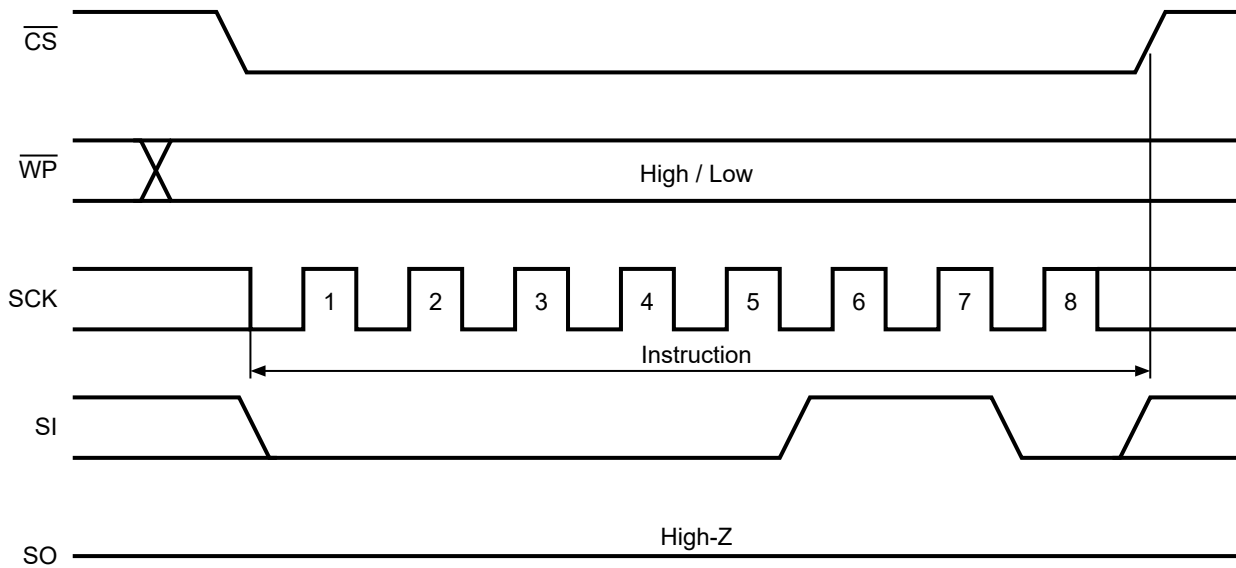 CS
WP
High / Low
SCK
1 2 3 4 5 6 7 8
Instruction
SI
High-Z
SO